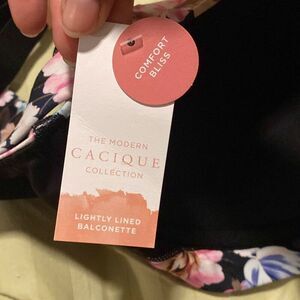 COMFORT
BLISS
THE MODERN
CACIQUE
COLLECTION
LIGHTLY LINED
BALCONETTE